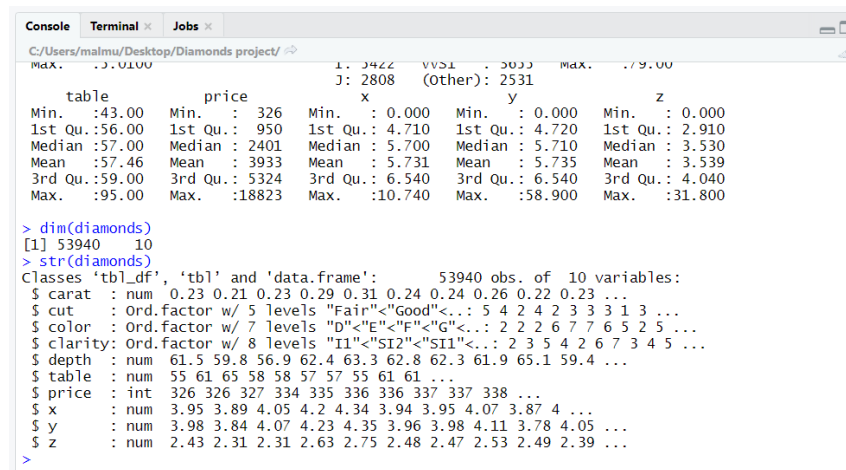 Console Terminal × Jobs ×
C:/Users/malmu/Desktop/Diamonds project/
Max. :5.0100 I: 5422 VVS1 : 3655 Max. :79.00
J: 2808 (Other): 2531
table price x y z
Min. :43.00 Min. : 326 Min. : 0.000 Min. : 0.000 Min. : 0.000
1st Qu.:56.00 1st Qu.: 950 1st Qu.: 4.710 1st Qu.: 4.720 1st Qu.: 2.910
Median :57.00 Median : 2401 Median : 5.700 Median : 5.710 Median : 3.530
Mean :57.46 Mean : 3933 Mean : 5.731 Mean : 5.735 Mean : 3.539
3rd Qu.:59.00 3rd Qu.: 5324 3rd Qu.: 6.540 3rd Qu.: 6.540 3rd Qu.: 4.040
Max. :95.00 Max. :18823 Max. :10.740 Max. :58.900 Max. :31.800
> dim(diamonds)
[1] 53940 10
> str(diamonds)
Classes ‘tbl_df’, ‘tbl’ and 'data.frame': 53940 obs. of 10 variables:
$ carat : num 0.23 0.21 0.23 0.29 0.31 0.24 0.24 0.26 0.22 0.23 ...
$ cut : Ord.factor w/ 5 levels "Fair"<"Good"<..: 5 4 2 4 2 3 3 3 1 3 ...
$ color : Ord.factor w/ 7 levels "D"<"E"<"F"<"G"<..: 2 2 2 6 7 7 6 5 2 5 ...
$ clarity: Ord.factor w/ 8 levels "I1"<"SI2"<"SI1"<..: 2 3 5 4 2 6 7 3 4 5 ...
$ depth : num 61.5 59.8 56.9 62.4 63.3 62.8 62.3 61.9 65.1 59.4 ...
$ table : num 55 61 65 58 58 57 57 55 61 61 ...
$ price : int 326 326 327 334 335 336 336 337 337 338 ...
$ x : num 3.95 3.89 4.05 4.2 4.34 3.94 3.95 4.07 3.87 4 ...
$ y : num 3.98 3.84 4.07 4.23 4.35 3.96 3.98 4.11 3.78 4.05 ...
$ z : num 2.43 2.31 2.31 2.63 2.75 2.48 2.47 2.53 2.49 2.39 ...
>